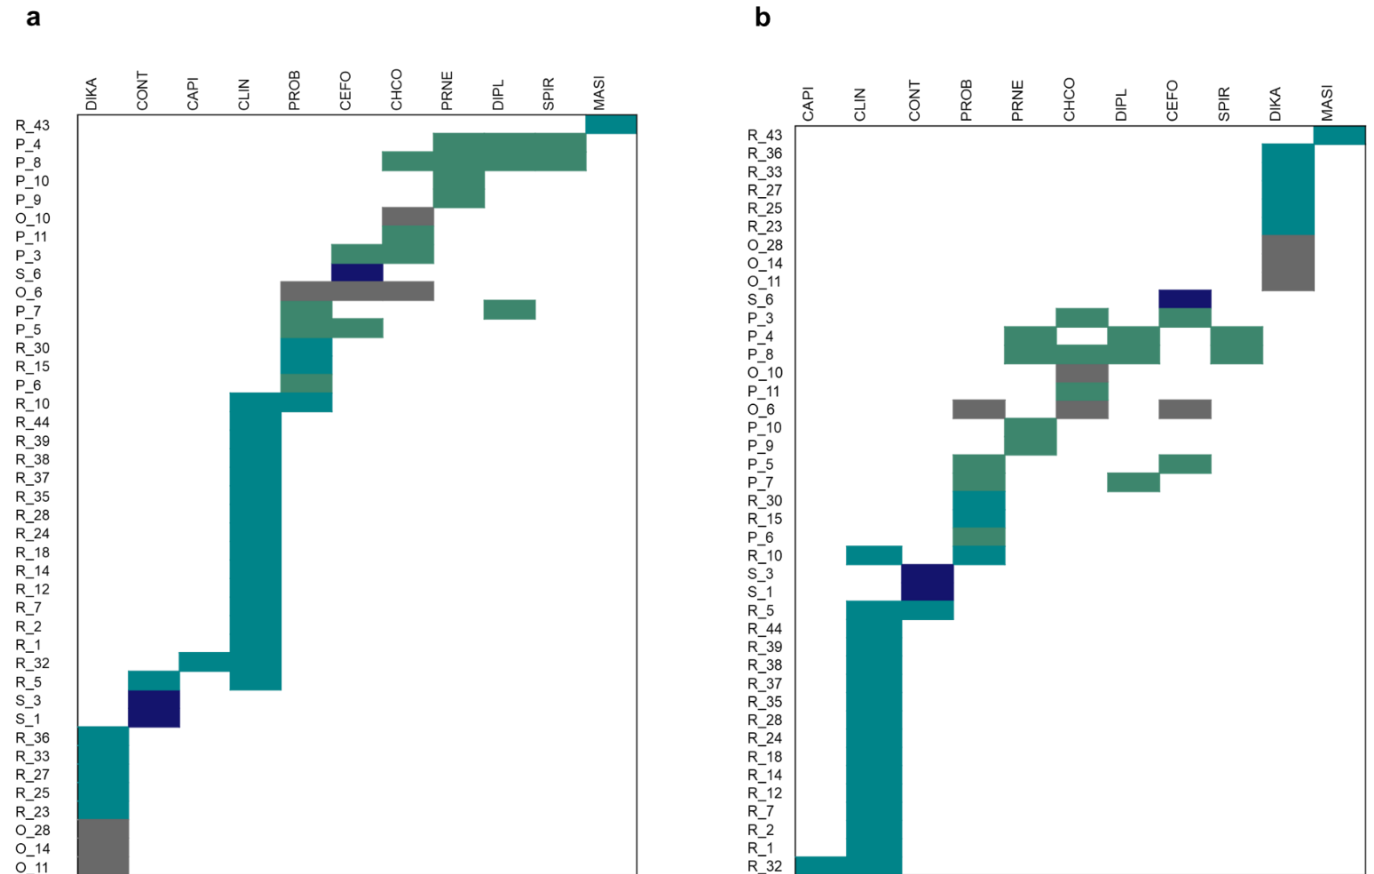 a
DIKA CONT CAPI CLIN PROB CEFO CHCO PRNE DIPL SPIR MASI
R_43
P_4
P_8
P_10
P_9
O_10
P_11
P_3
S_6
O_6
P_7
P_5
R_30
R_15
P_6
R_10
R_44
R_39
R_38
R_37
R_35
R_28
R_24
R_18
R_14
R_12
R_7
R_2
R_1
R_32
R_5
S_3
S_1
R_36
R_33
R_27
R_25
R_23
O_28
O_14
O_11
b
CAPI CLIN CONT PROB PRNE CHCO DIPL CEFO SPIR DIKA MASI
R_43
R_36
R_33
R_27
R_25
R_23
O_28
O_14
O_11
S_6
P_3
P_4
P_8
O_10
P_11
O_6
P_10
P_9
P_5
P_7
R_30
R_15
P_6
R_10
S_3
S_1
R_5
R_44
R_39
R_38
R_37
R_35
R_28
R_24
R_18
R_14
R_12
R_7
R_2
R_1
R_32